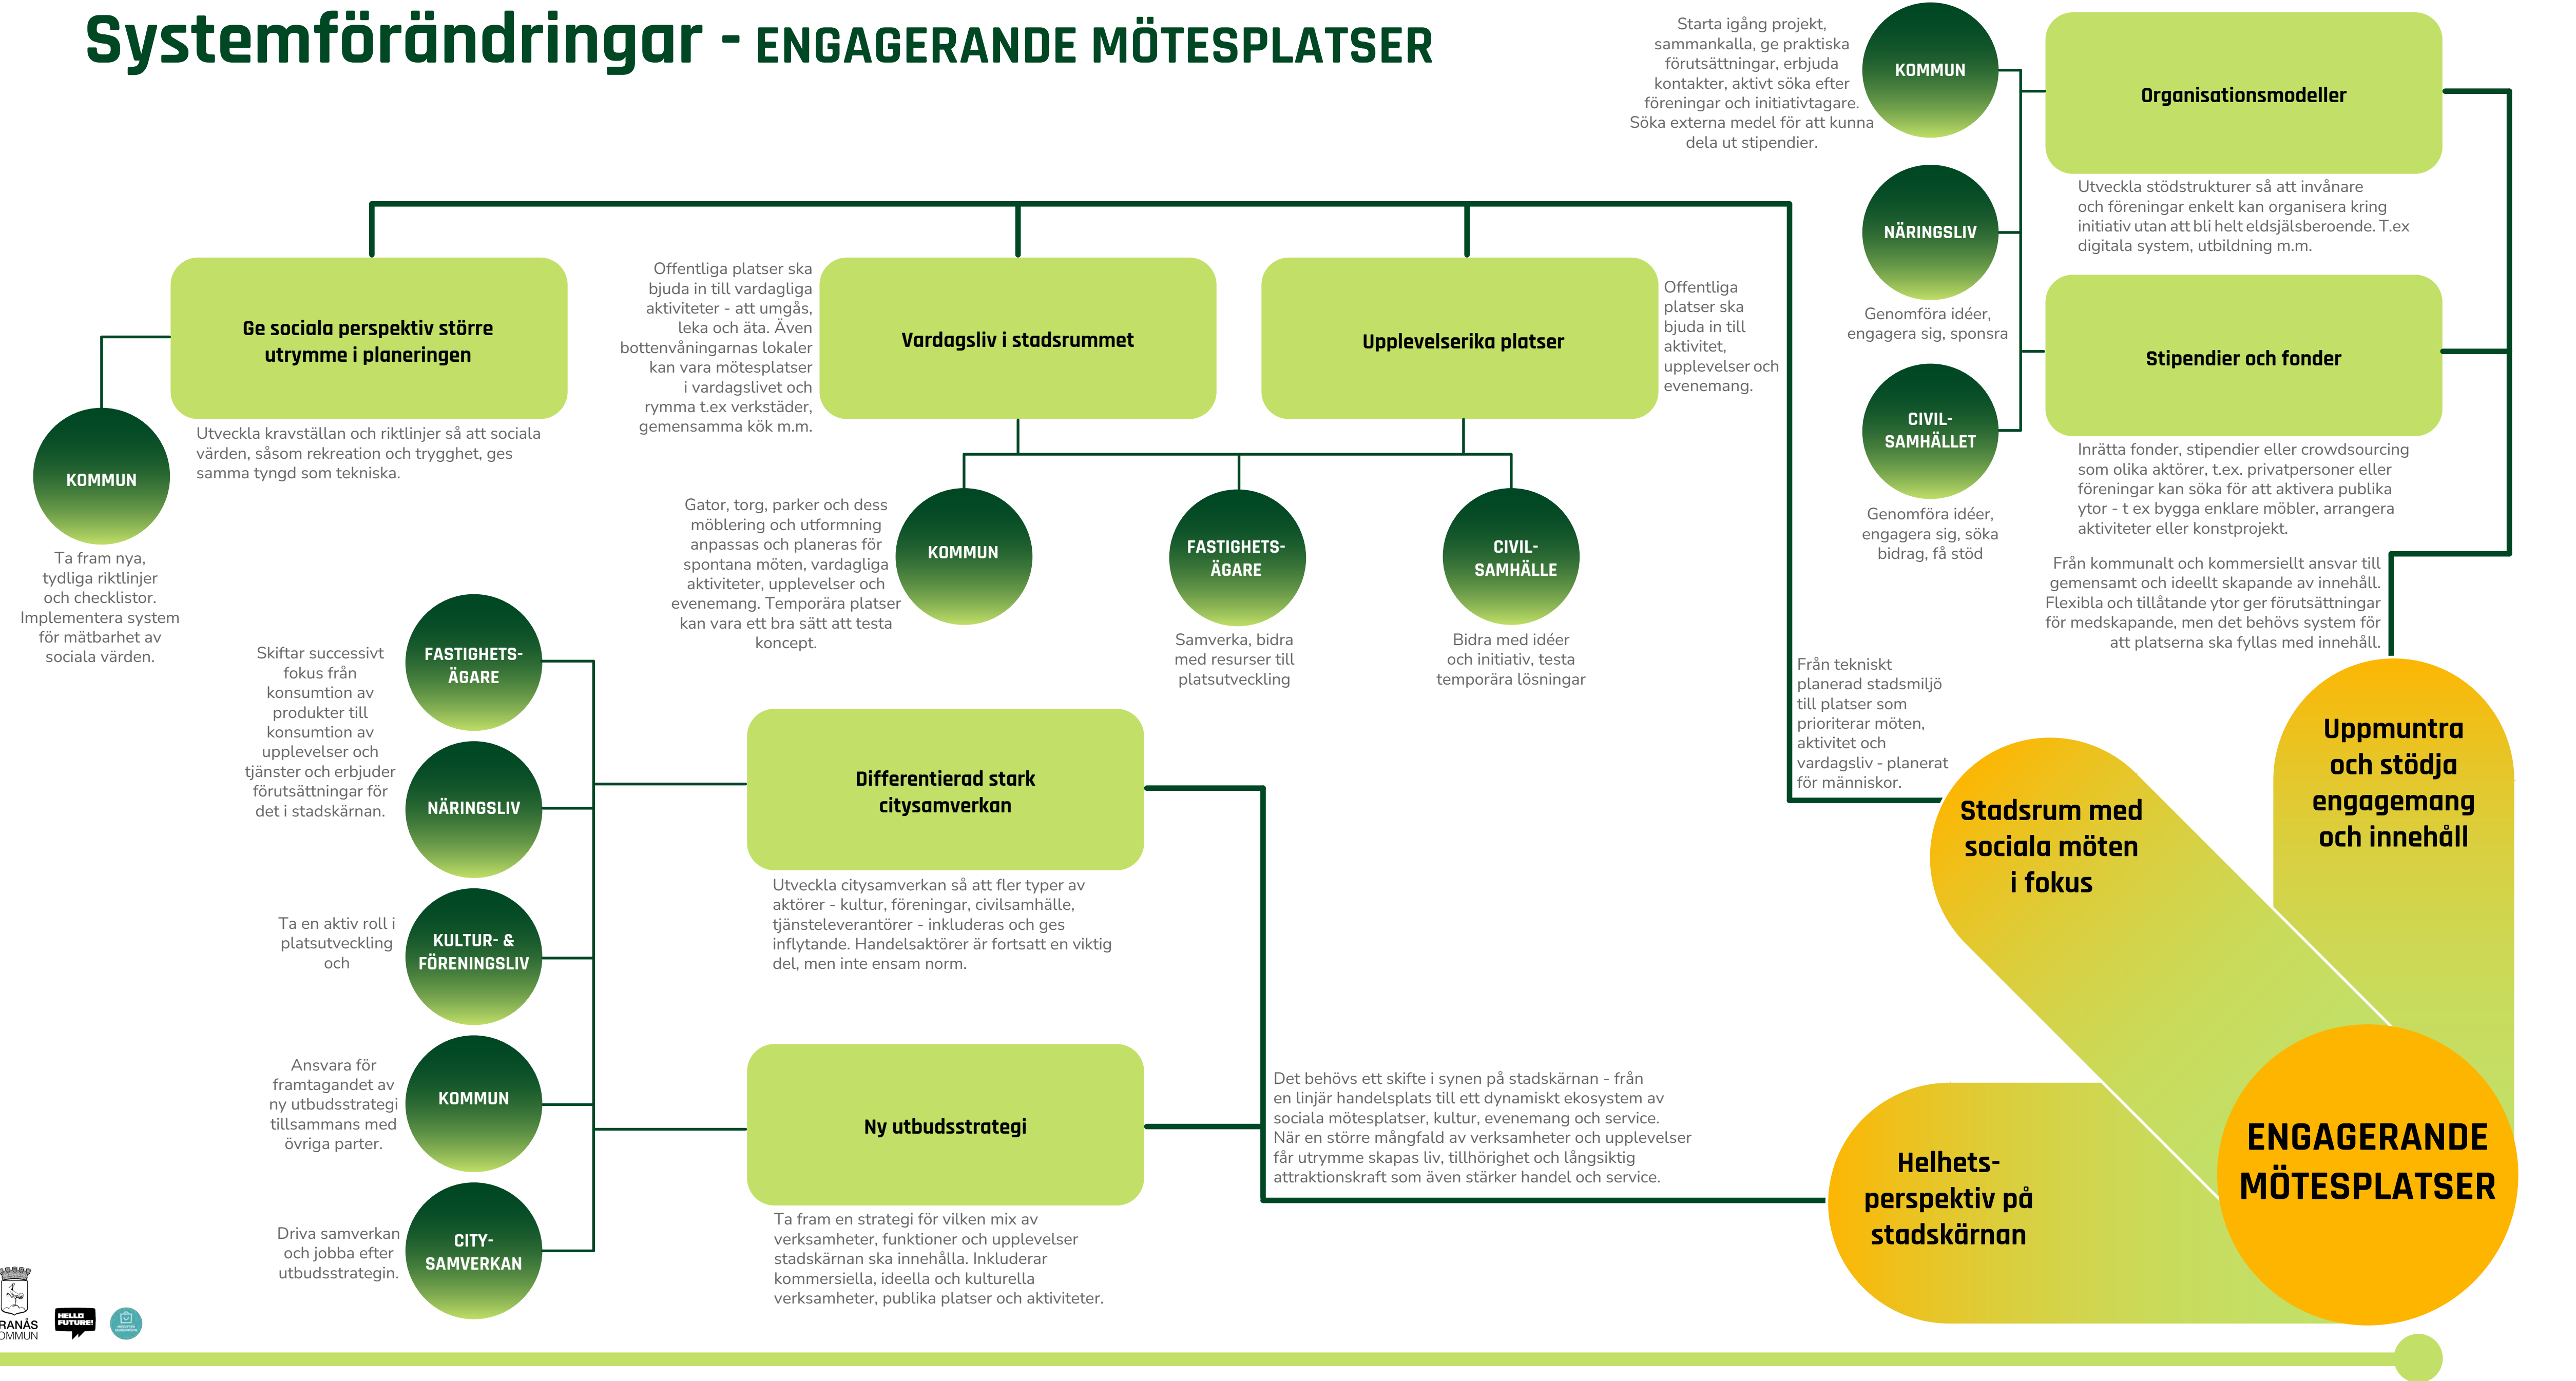 Systemförändringar - ENGAGERANDE MÖTESPLATSER
Starta igång projekt,
sammankalla, ge praktiska
förutsättningar, erbjuda
kontakter, aktivt söka efter
föreningar och initiativtagare.
Söka externa medel för att kunna
dela ut stipendier.
KOMMUN
Organisationsmodeller
Utveckla stödstrukturer så att invånare
och föreningar enkelt kan organisera kring
initiativ utan att bli helt eldsjälsberoende. T.ex
digitala system, utbildning m.m.
NÄRINGSLIV
Genomföra idéer,
engagera sig, sponsra
Stipendier och fonder
CIVIL-
SAMHÄLLET
Genomföra idéer,
engagera sig, söka
bidrag, få stöd
Inrätta fonder, stipendier eller crowdsourcing
som olika aktörer, t.ex. privatpersoner eller
föreningar kan söka för att aktivera publika
ytor - t ex bygga enklare möbler, arrangera
aktiviteter eller konstprojekt.
Från kommunalt och kommersiellt ansvar till
gemensamt och ideellt skapande av innehåll.
Flexibla och tillåtande ytor ger förutsättningar
för medskapande, men det behövs system för
att platserna ska fyllas med innehåll.
Ge sociala perspektiv större
utrymme i planeringen
Utveckla kravställan och riktlinjer så att sociala
värden, såsom rekreation och trygghet, ges
samma tyngd som tekniska.
KOMMUN
Ta fram nya,
tydliga riktlinjer
och checklistor.
Implementera system
för mätbarhet av
sociala värden.
Offentliga platser ska
bjuda in till vardagliga
aktiviteter - att umgås,
leka och äta. Även
bottenvåningarnas lokaler
kan vara mötesplatser
i vardagslivet och
rymma t.ex verkstäder,
gemensamma kök m.m.
Vardagsliv i stadsrummet
Upplevelserika platser
Offentliga
platser ska
bjuda in till
aktivitet,
upplevelser och
evenemang.
Gator, torg, parker och dess
möblering och utformning
anpassas och planeras för
spontana möten, vardagliga
aktiviteter, upplevelser och
evenemang. Temporära platser
kan vara ett bra sätt att testa
koncept.
KOMMUN
FASTIGHETS-
ÄGARE
Samverka, bidra
med resurser till
platsutveckling
CIVIL-
SAMHÄLLE
Bidra med idéer
och initiativ, testa
temporära lösningar
Från tekniskt
planerad stadsmiljö
till platser som
prioriterar möten,
aktivitet och
vardagsliv - planerat
för människor.
Skiftar successivt
fokus från
konsumtion av
produkter till
konsumtion av
upplevelser och
tjänster och erbjuder
förutsättningar för
det i stadskärnan.
FASTIGHETS-
ÄGARE
NÄRINGSLIV
Ta en aktiv roll i
platsutveckling
och
KULTUR- &
FÖRENINGSLIV
Ansvara för
framtagandet av
ny utbudsstrategi
tillsammans med
övriga parter.
KOMMUN
Driva samverkan
och jobba efter
utbudsstrategin.
CITY-
SAMVERKAN
Differentierad stark
citysamverkan
Utveckla citysamverkan så att fler typer av
aktörer - kultur, föreningar, civilsamhälle,
tjänsteleverantörer - inkluderas och ges
inflytande. Handelsaktörer är fortsatt en viktig
del, men inte ensam norm.
Ny utbudsstrategi
Ta fram en strategi för vilken mix av
verksamheter, funktioner och upplevelser
stadskärnan ska innehålla. Inkluderar
kommersiella, ideella och kulturella
verksamheter, publika platser och aktiviteter.
Det behövs ett skifte i synen på stadskärnan - från
en linjär handelsplats till ett dynamiskt ekosystem av
sociala mötesplatser, kultur, evenemang och service.
När en större mångfald av verksamheter och upplevelser
får utrymme skapas liv, tillhörighet och långsiktig
attraktionskraft som även stärker handel och service.
Uppmuntra
och stödja
engagemang
och innehåll
Stadsrum med
sociala möten
i fokus
Helhets-
perspektiv på
stadskärnan
ENGAGERANDE
MÖTESPLATSER
RANÅS
OMMUN
HELLO
FUTURE!